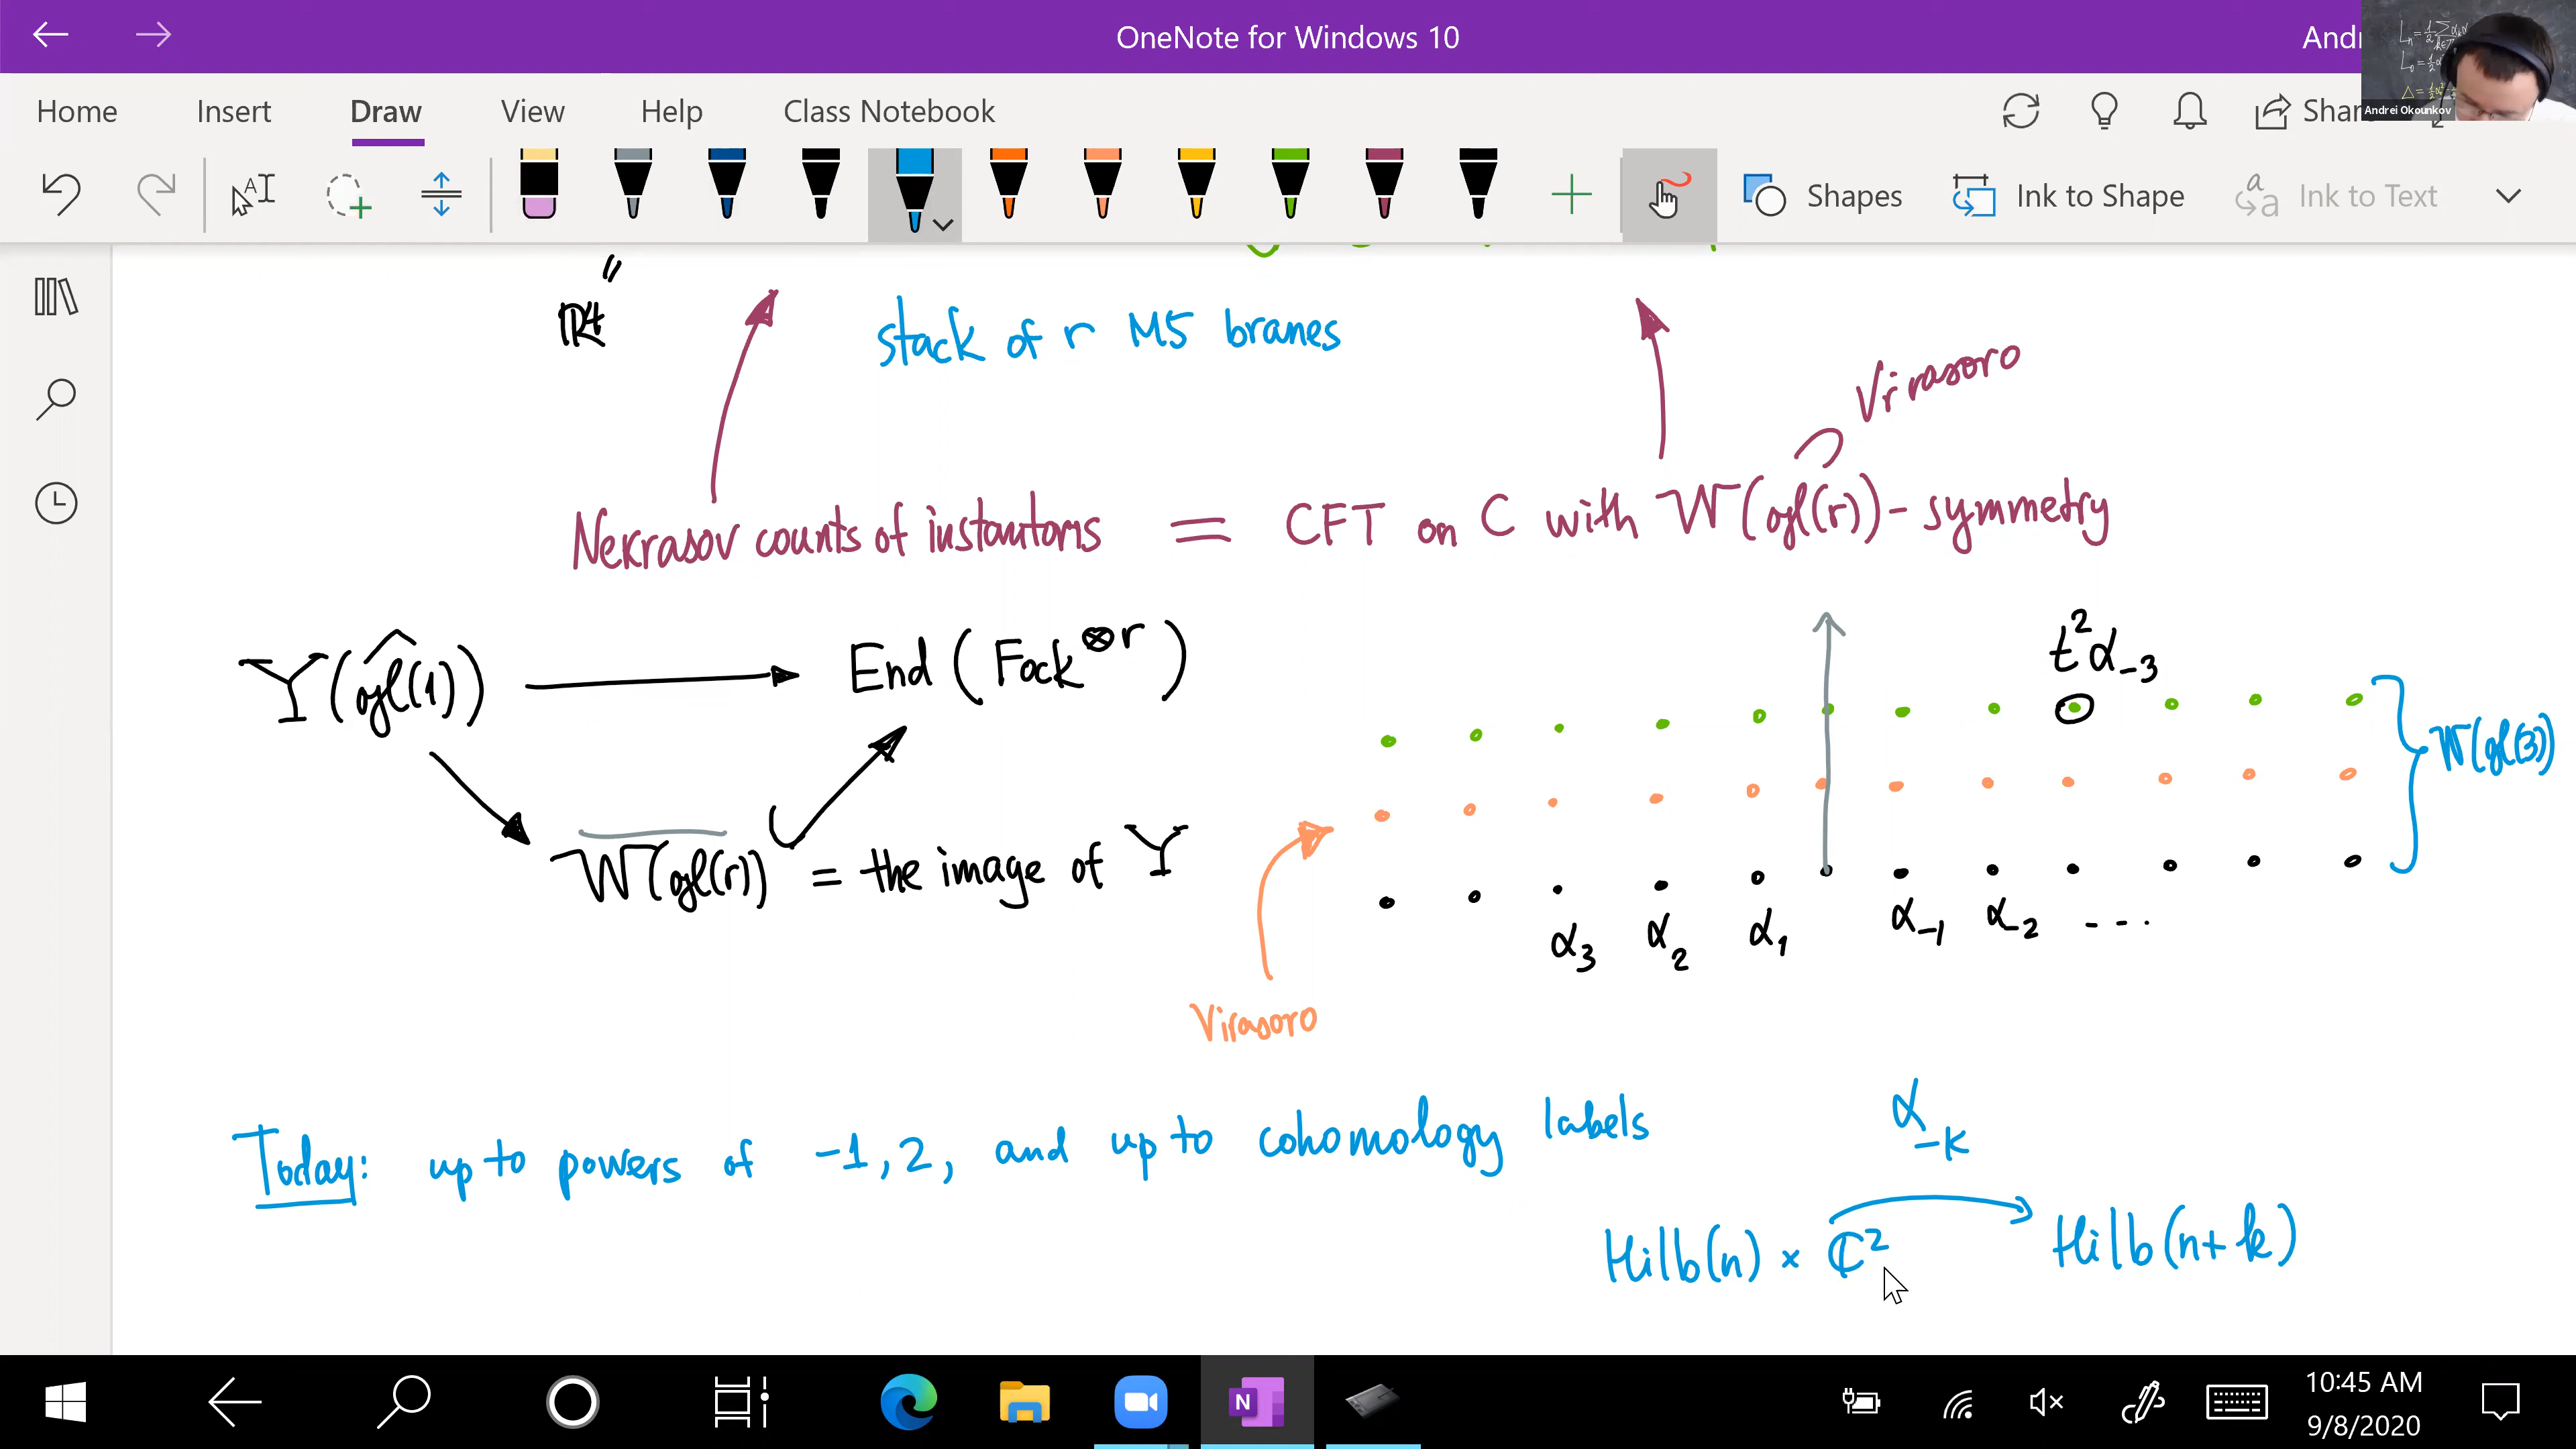 OneNote for Windows 10
Home Insert Draw View Help Class Notebook
Shapes Ink to Shape Ink to Text
Andrei Okounkov
ℝ⁴
stack of r M5 branes
Virasoro
Nekrasov counts of instantons = CFT on C with W(gl(r))-symmetry
Y(\widehat{gl(1)}) → End(Fock^{⊗r})
t²α₋₃
W(gl(3))
W(gl(r)) = the image of Y
α₃ α₂ α₁ α₋₁ α₋₂ ...
Virasoro
Today: up to powers of -1, 2, and up to cohomology labels
α₋ₖ
Hilb(n) × ℂ² → Hilb(n+k)
10:45 AM
9/8/2020